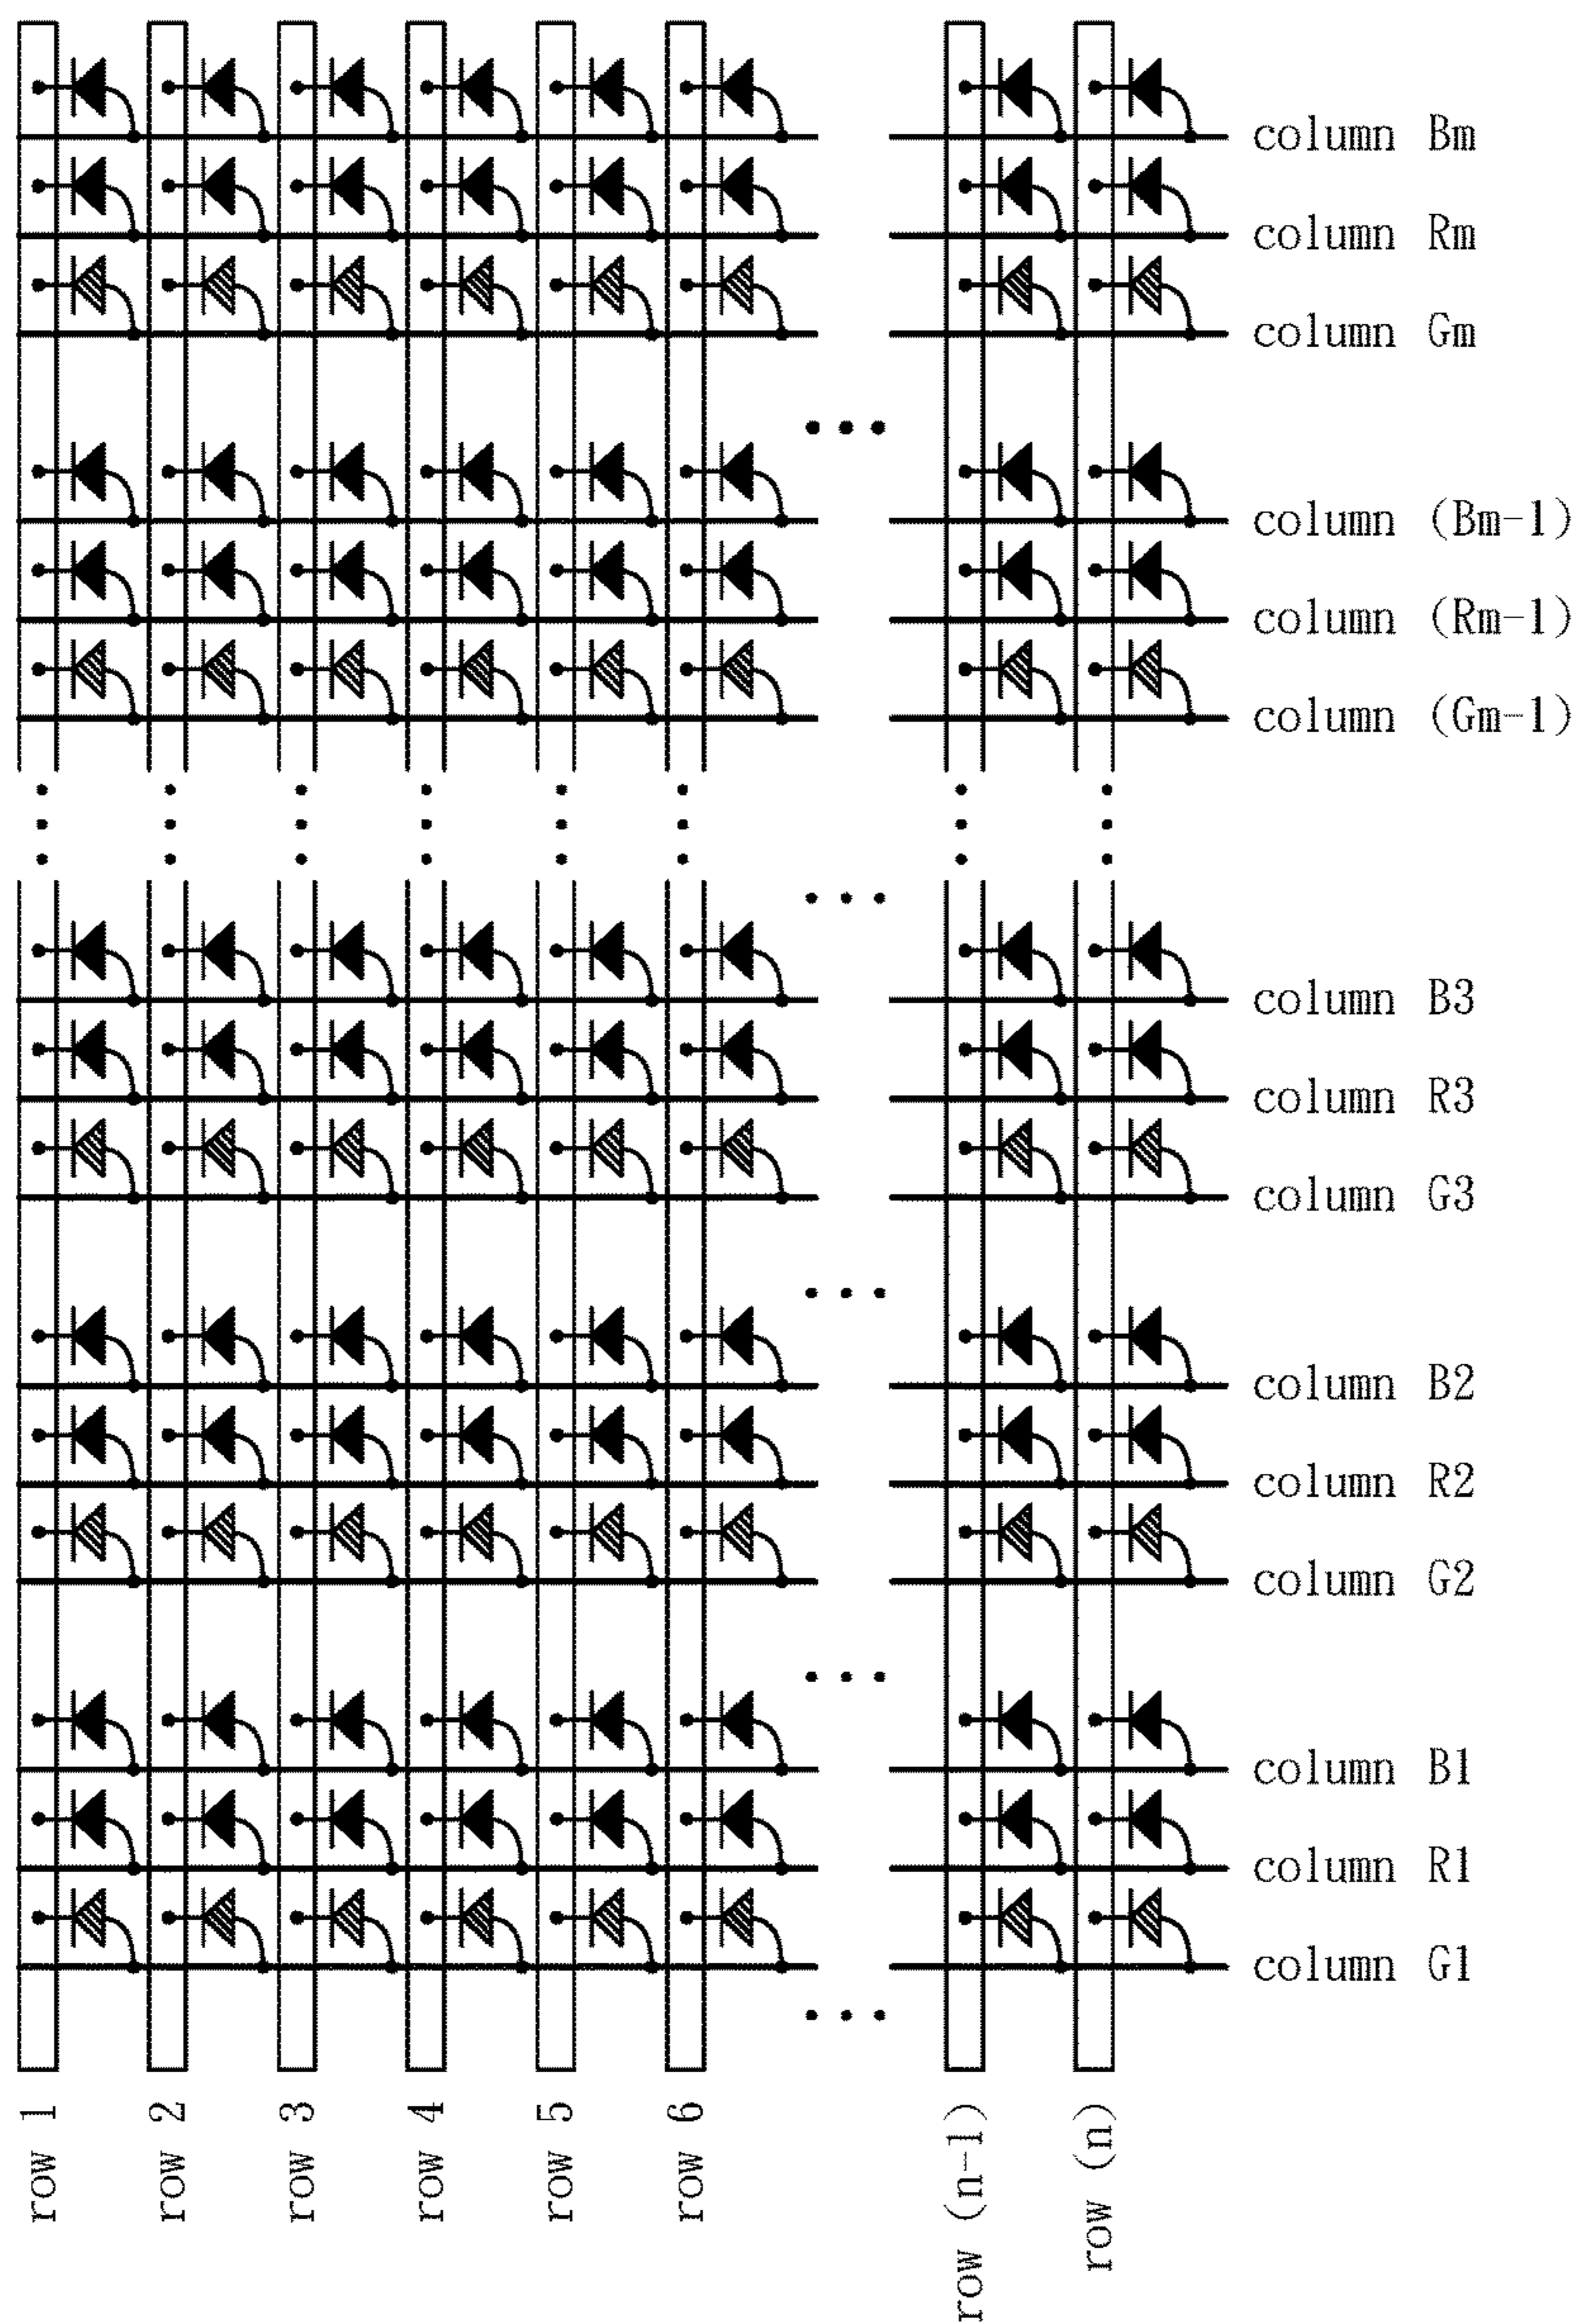 column Bm
column Rm
column Gm
column (Bm-1)
column (Rm-1)
column (Gm-1)
column B3
column R3
column G3
column B2
column R2
column G2
column B1
column R1
column G1
row 1
row 2
row 3
row 4
row 5
row 6
row (n-1)
row (n)